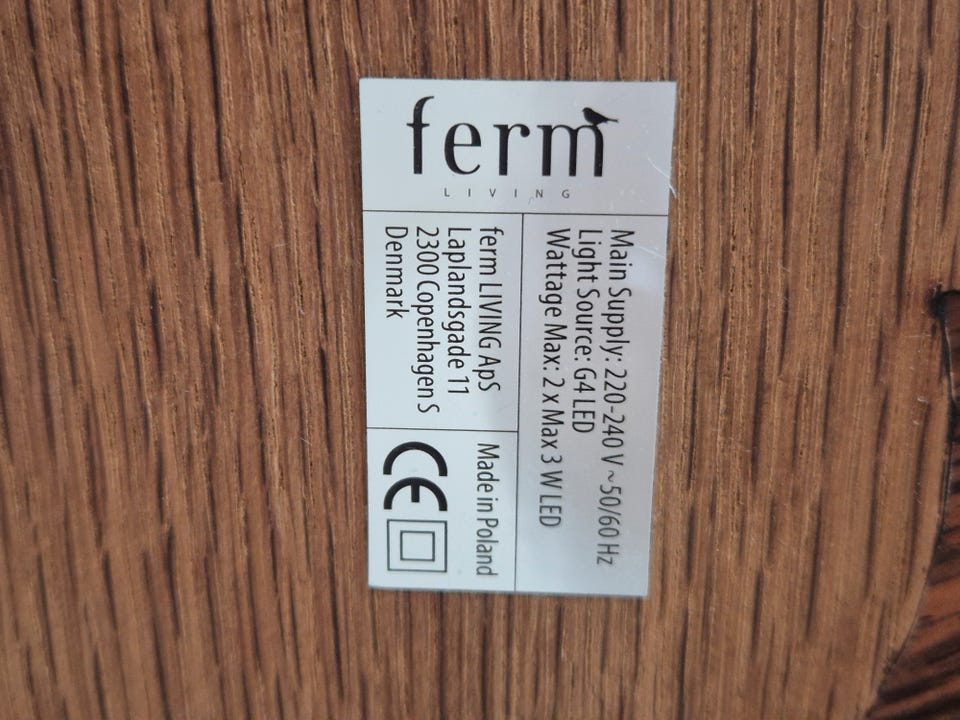 ferm
LIVING
Main Supply: 220-240 V ~ 50/60 Hz
Light Source: G4 LED
Wattage Max: 2 x Max 3 W LED
ferm LIVING ApS
Laplandsgade 11
2300 Copenhagen S
Denmark
Made in Poland
CE